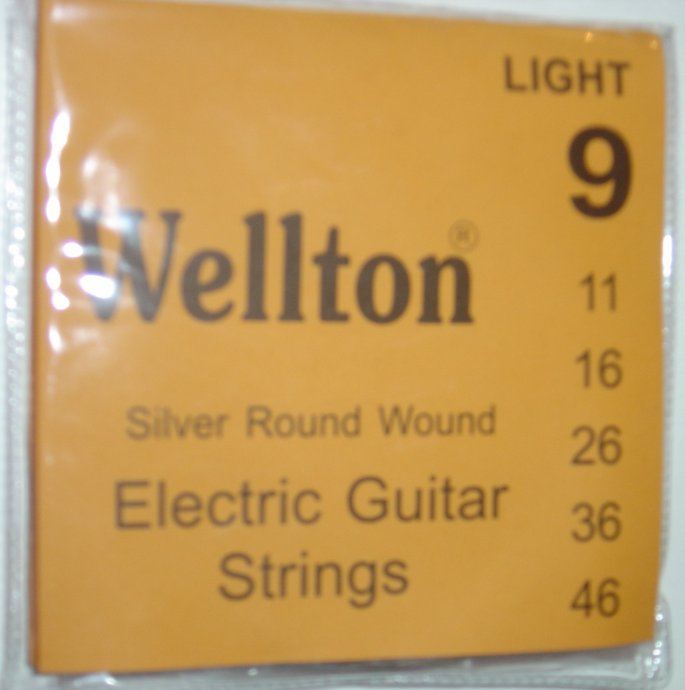 LIGHT
9
Wellton®
11
16
Silver Round Wound
26
Electric Guitar
36
Strings
46